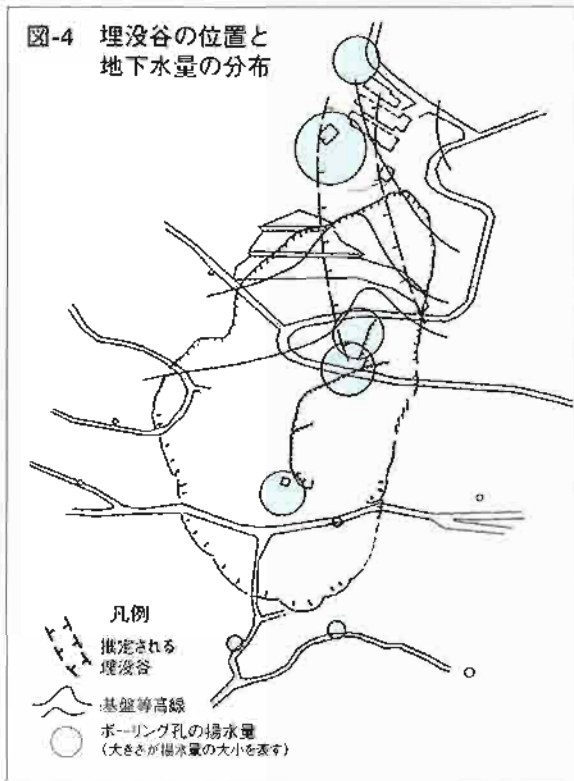 図-4 埋没谷の位置と
地下水量の分布
凡例
推定される
埋没谷
基盤等高線
ボーリング孔の揚水量
(大きさが揚水量の大小を表す)